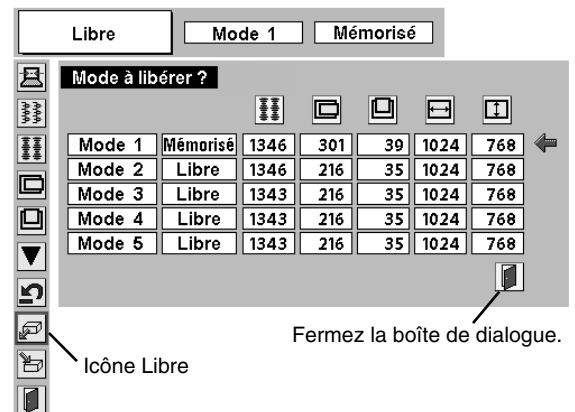 Libre Mode 1 Mémorisé
Mode à libérer ?
Mode 1 Mémorisé 1346 301 39 1024 768
Mode 2 Libre 1346 216 35 1024 768
Mode 3 Libre 1343 216 35 1024 768
Mode 4 Libre 1343 216 35 1024 768
Mode 5 Libre 1343 216 35 1024 768
Fermez la boîte de dialogue.
Icône Libre